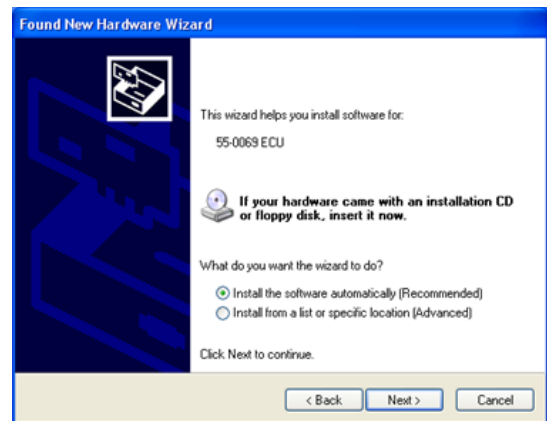 Found New Hardware Wizard
This wizard helps you install software for:
55-0069 ECU
If your hardware came with an installation CD
or floppy disk, insert it now.
What do you want the wizard to do?
Install the software automatically (Recommended)
Install from a list or specific location (Advanced)
Click Next to continue.
< Back Next > Cancel